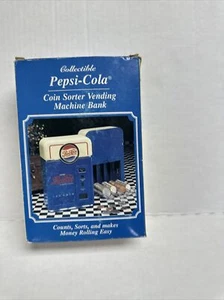 Collectible
Pepsi-Cola®
Coin Sorter Vending
Machine Bank
Counts, Sorts, and makes
Money Rolling Easy